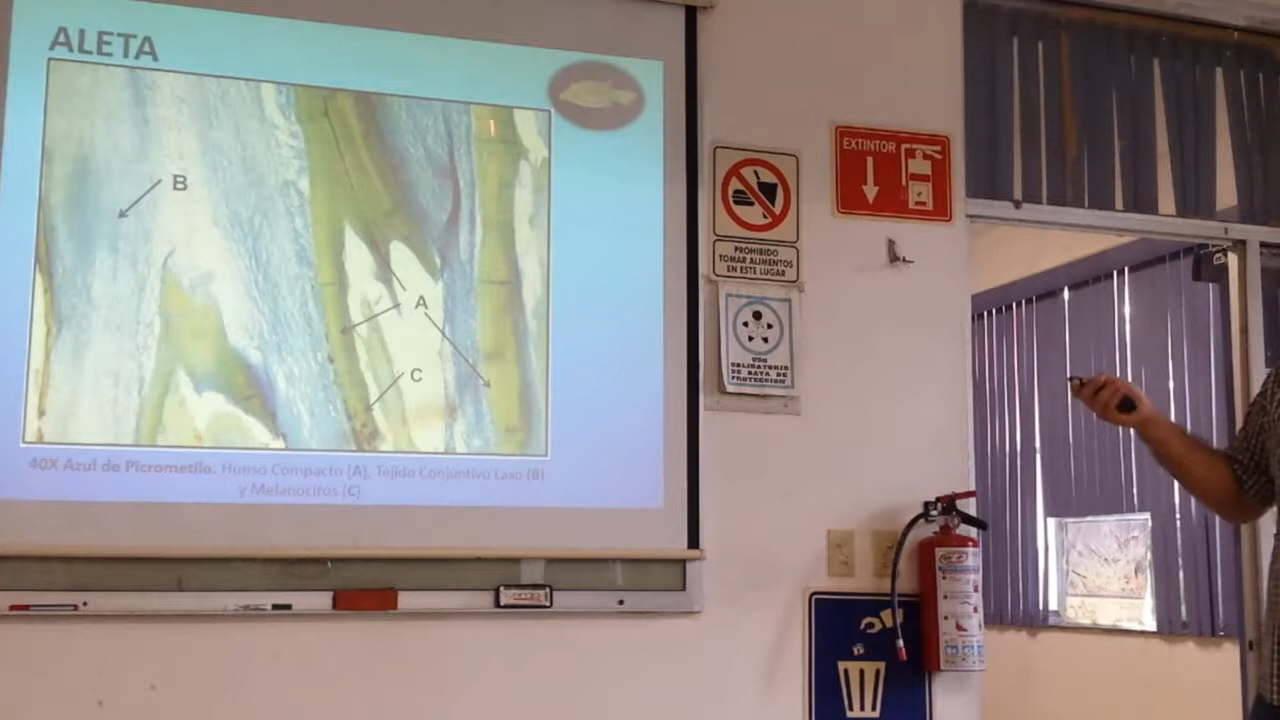 ALETA
B
A
C
40X Azul de Picrometilo. Hueso Compacto (A), Tejido Conjuntivo Laxo (B)
y Melanocitos (C)
EXTINTOR
PROHIBIDO
TOMAR ALIMENTOS
EN ESTE LUGAR
USO
OBLIGATORIO
DE BATA DE
PROTECCION